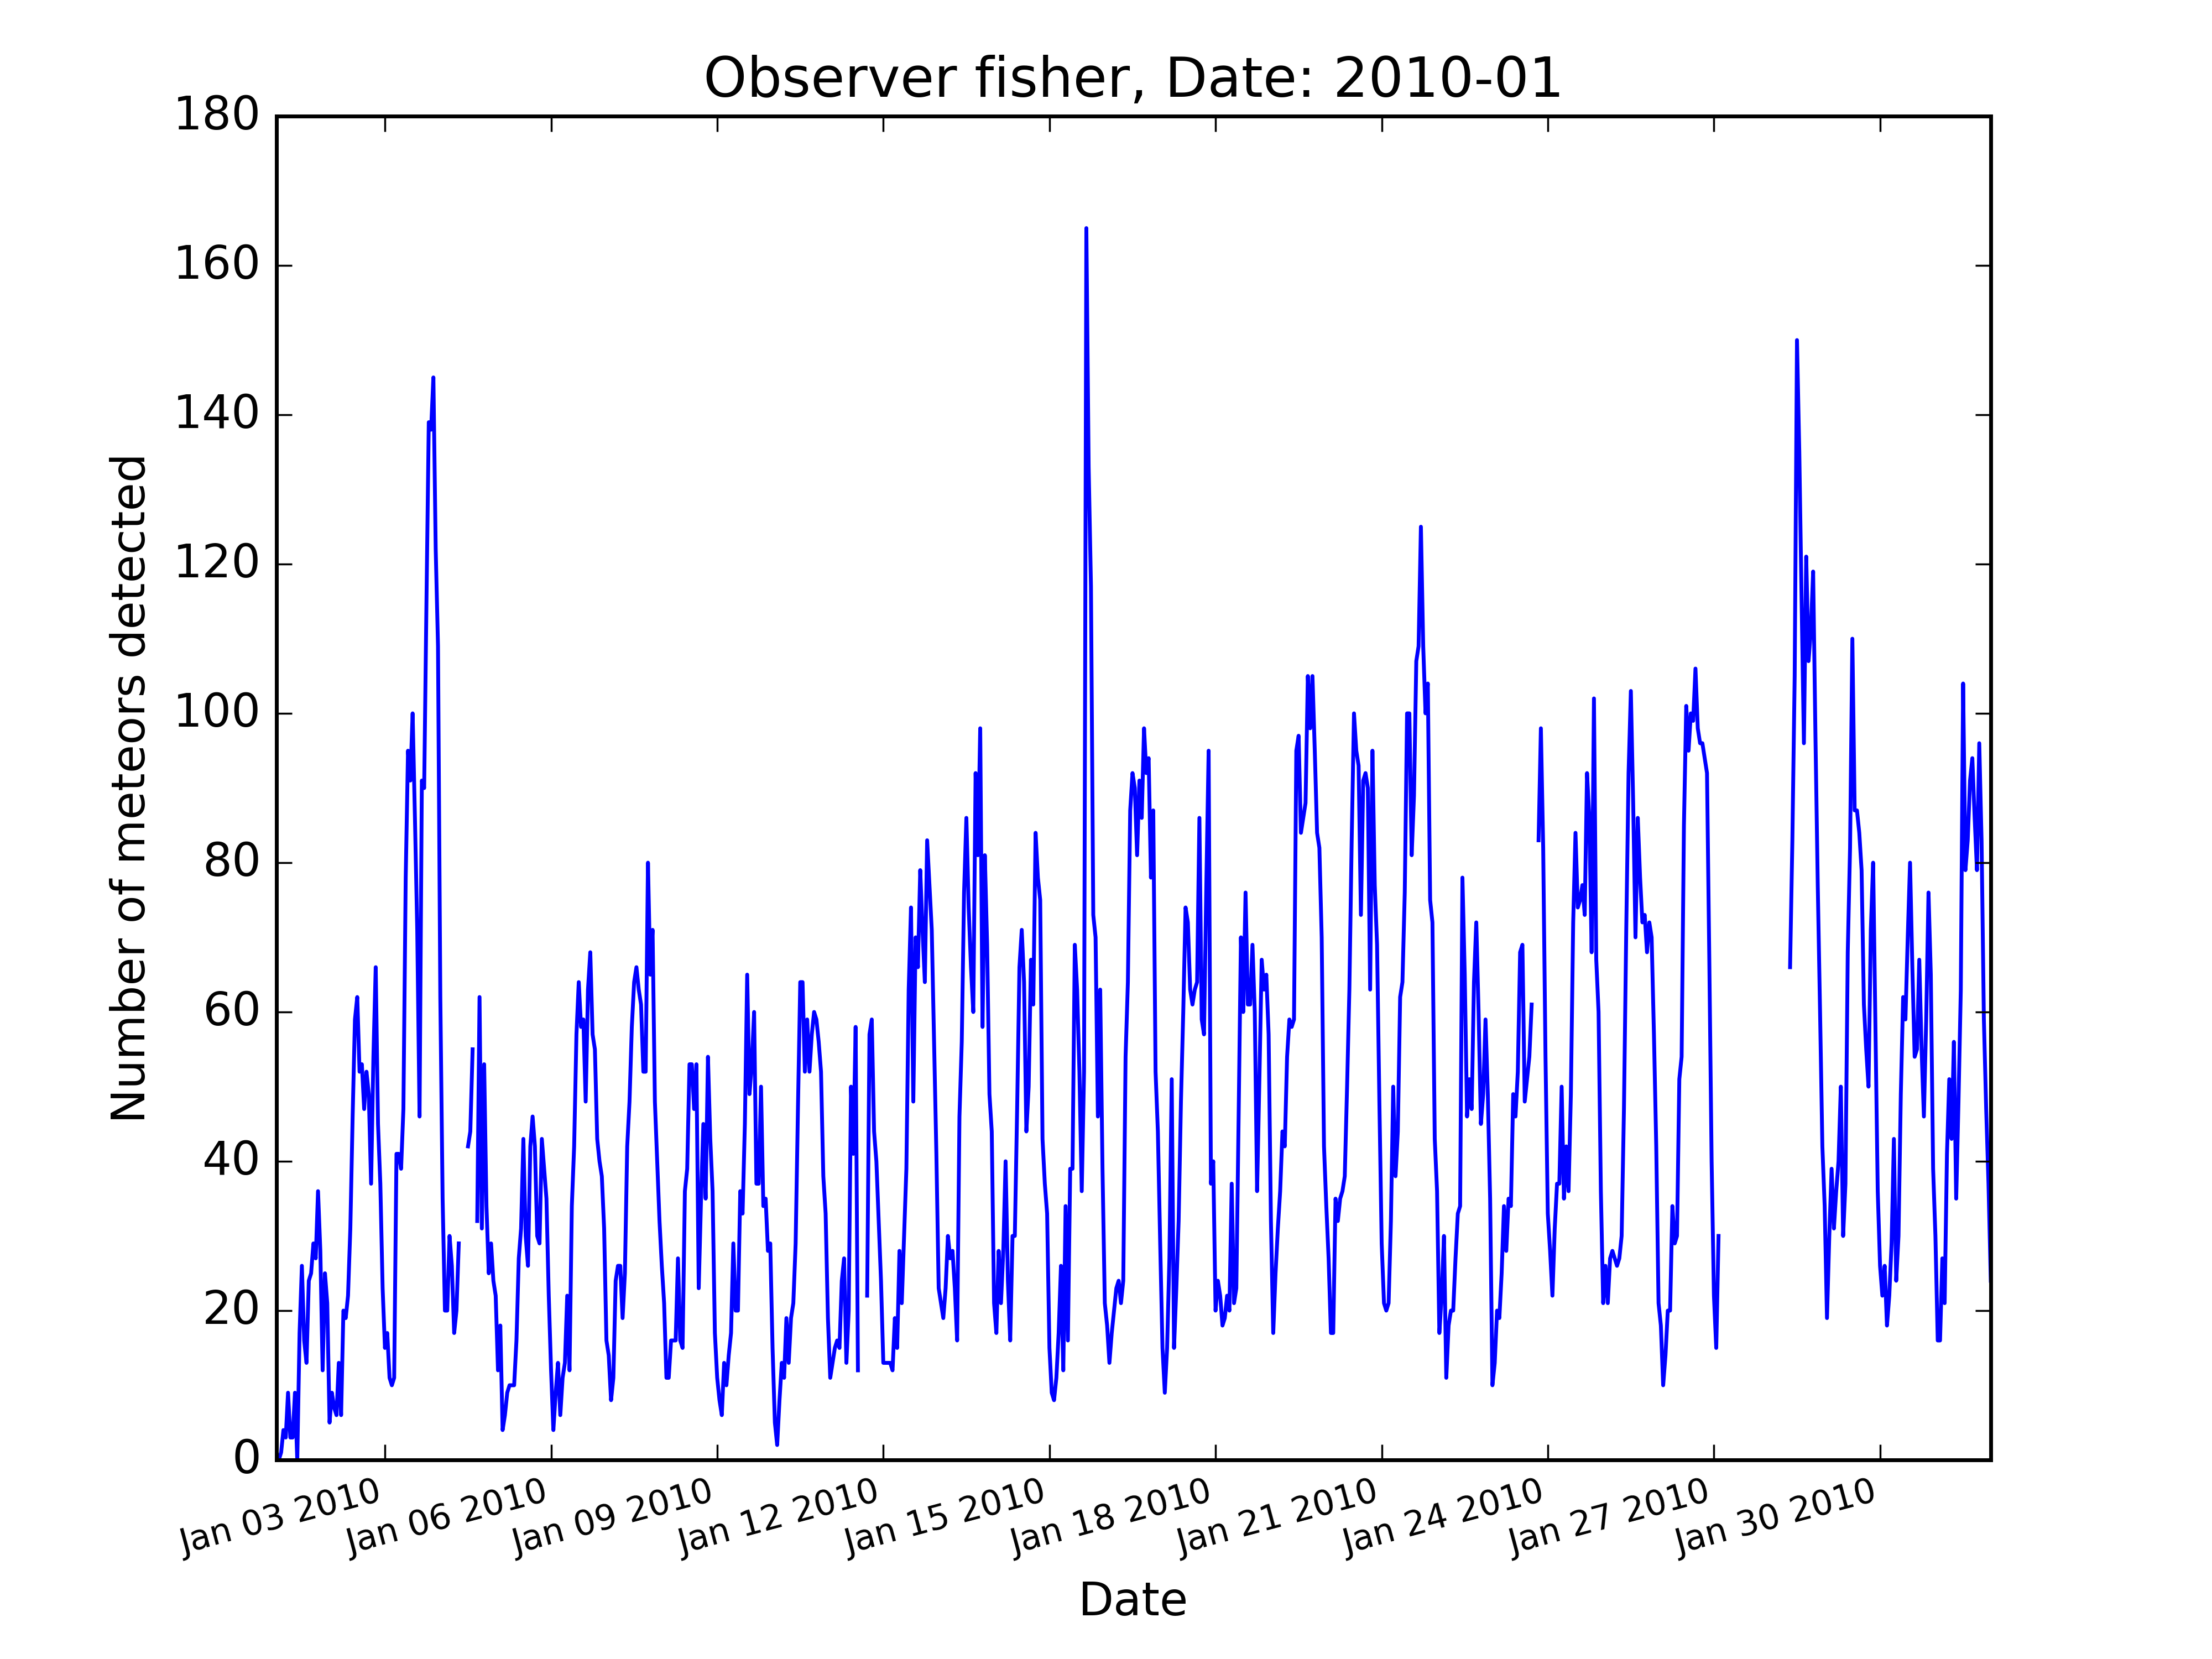 Observer fisher, Date: 2010-01
180
160
140
120
100
80
60
40
20
0
Number of meteors detected
Jan 03 2010
Jan 06 2010
Jan 09 2010
Jan 12 2010
Jan 15 2010
Jan 18 2010
Jan 21 2010
Jan 24 2010
Jan 27 2010
Jan 30 2010
Date